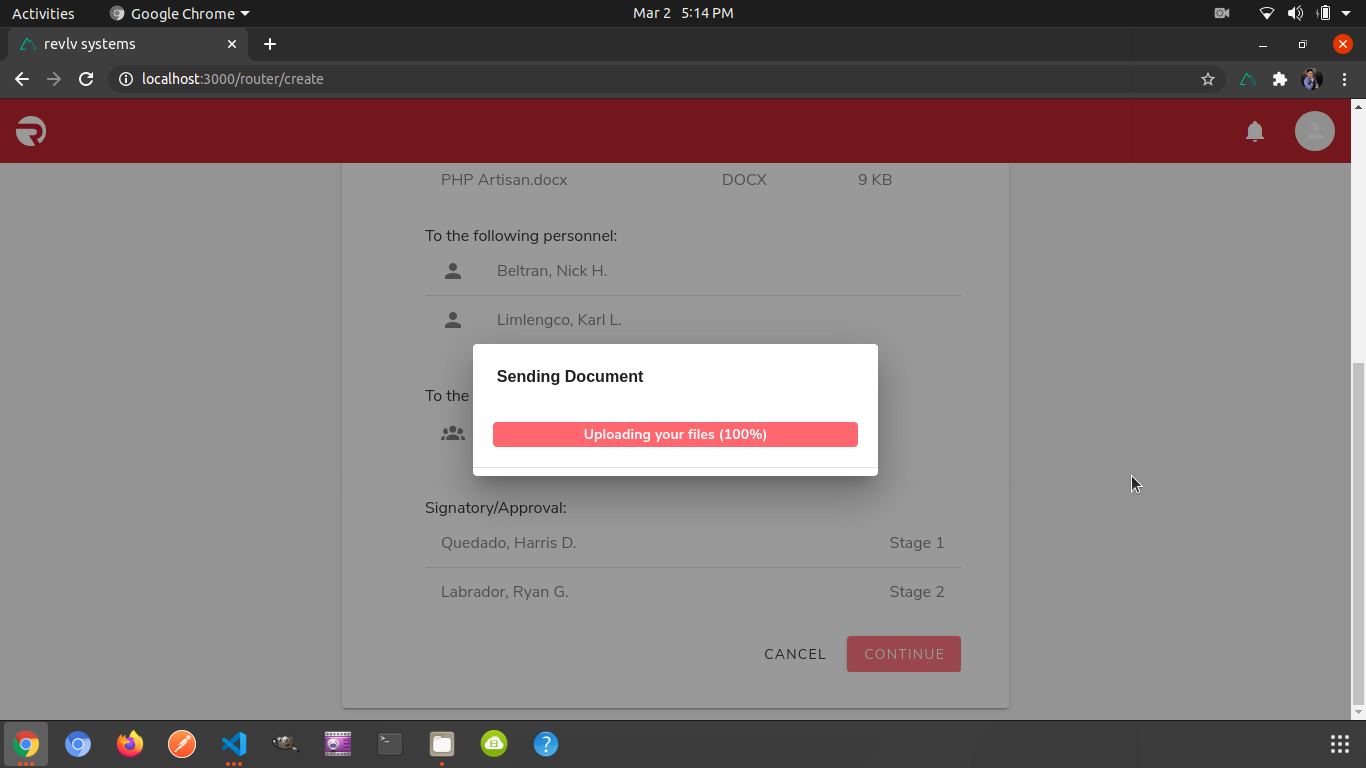 Activities Google Chrome Mar 2 5:14 PM
revlv systems
localhost:3000/router/create
PHP Artisan.docx DOCX 9 KB
To the following personnel:
Beltran, Nick H.
Limlengco, Karl L.
Sending Document
To the
Uploading your files (100%)
Signatory/Approval:
Quedado, Harris D. Stage 1
Labrador, Ryan G. Stage 2
CANCEL CONTINUE